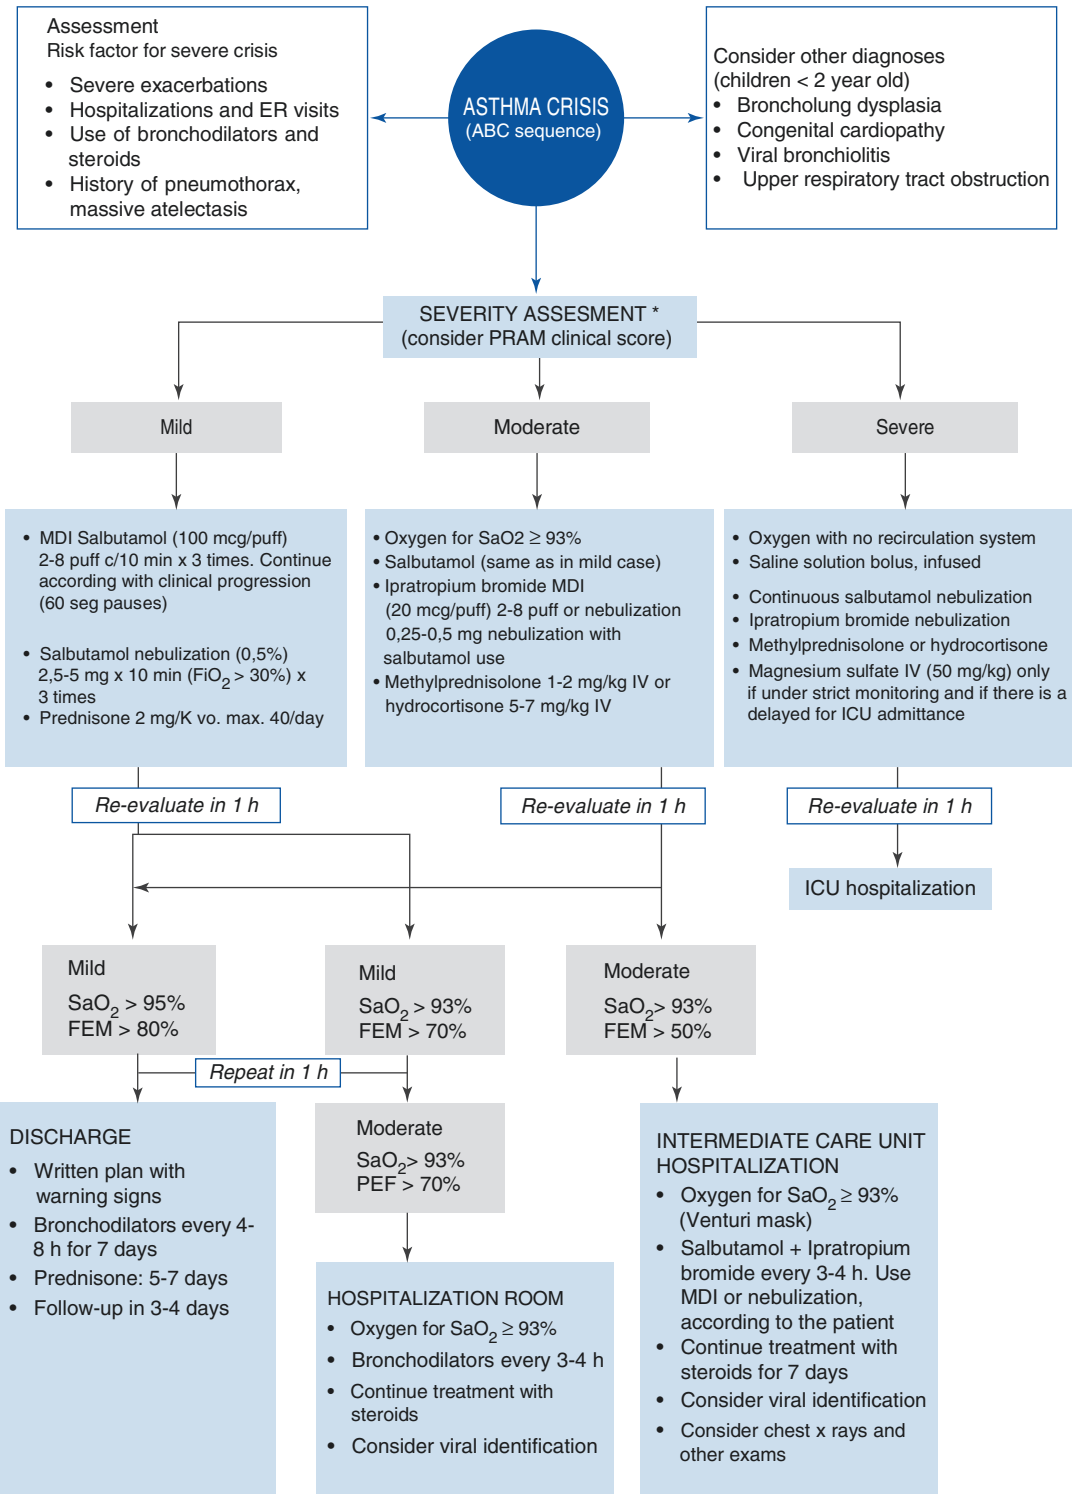 Assessment
Risk factor for severe crisis
• Severe exacerbations
• Hospitalizations and ER visits
• Use of bronchodilators and
steroids
• History of pneumothorax,
massive atelectasis
ASTHMA CRISIS
(ABC sequence)
Consider other diagnoses
(children < 2 year old)
• Broncholung dysplasia
• Congenital cardiopathy
• Viral bronchiolitis
• Upper respiratory tract obstruction
SEVERITY ASSESMENT *
(consider PRAM clinical score)
Mild
Moderate
Severe
• MDI Salbutamol (100 mcg/puff)
2-8 puff c/10 min x 3 times. Continue
according with clinical progression
(60 seg pauses)
• Salbutamol nebulization (0,5%)
2,5-5 mg x 10 min (FiO2 > 30%) x
3 times
• Prednisone 2 mg/K vo. max. 40/day
• Oxygen for SaO2 ≥ 93%
• Salbutamol (same as in mild case)
• Ipratropium bromide MDI
(20 mcg/puff) 2-8 puff or nebulization
0,25-0,5 mg nebulization with
salbutamol use
• Methylprednisolone 1-2 mg/kg IV or
hydrocortisone 5-7 mg/kg IV
• Oxygen with no recirculation system
• Saline solution bolus, infused
• Continuous salbutamol nebulization
• Ipratropium bromide nebulization
• Methylprednisolone or hydrocortisone
• Magnesium sulfate IV (50 mg/kg) only
if under strict monitoring and if there is a
delayed for ICU admittance
Re-evaluate in 1 h
Re-evaluate in 1 h
Re-evaluate in 1 h
ICU hospitalization
Mild
SaO2 > 95%
FEM > 80%
Mild
SaO2 > 93%
FEM > 70%
Moderate
SaO2> 93%
FEM > 50%
Repeat in 1 h
DISCHARGE
• Written plan with
warning signs
• Bronchodilators every 4-
8 h for 7 days
• Prednisone: 5-7 days
• Follow-up in 3-4 days
Moderate
SaO2> 93%
PEF > 70%
HOSPITALIZATION ROOM
• Oxygen for SaO2 ≥ 93%
• Bronchodilators every 3-4 h
• Continue treatment with
steroids
• Consider viral identification
INTERMEDIATE CARE UNIT
HOSPITALIZATION
• Oxygen for SaO2 ≥ 93%
(Venturi mask)
• Salbutamol + Ipratropium
bromide every 3-4 h. Use
MDI or nebulization,
according to the patient
• Continue treatment with
steroids for 7 days
• Consider viral identification
• Consider chest x rays and
other exams